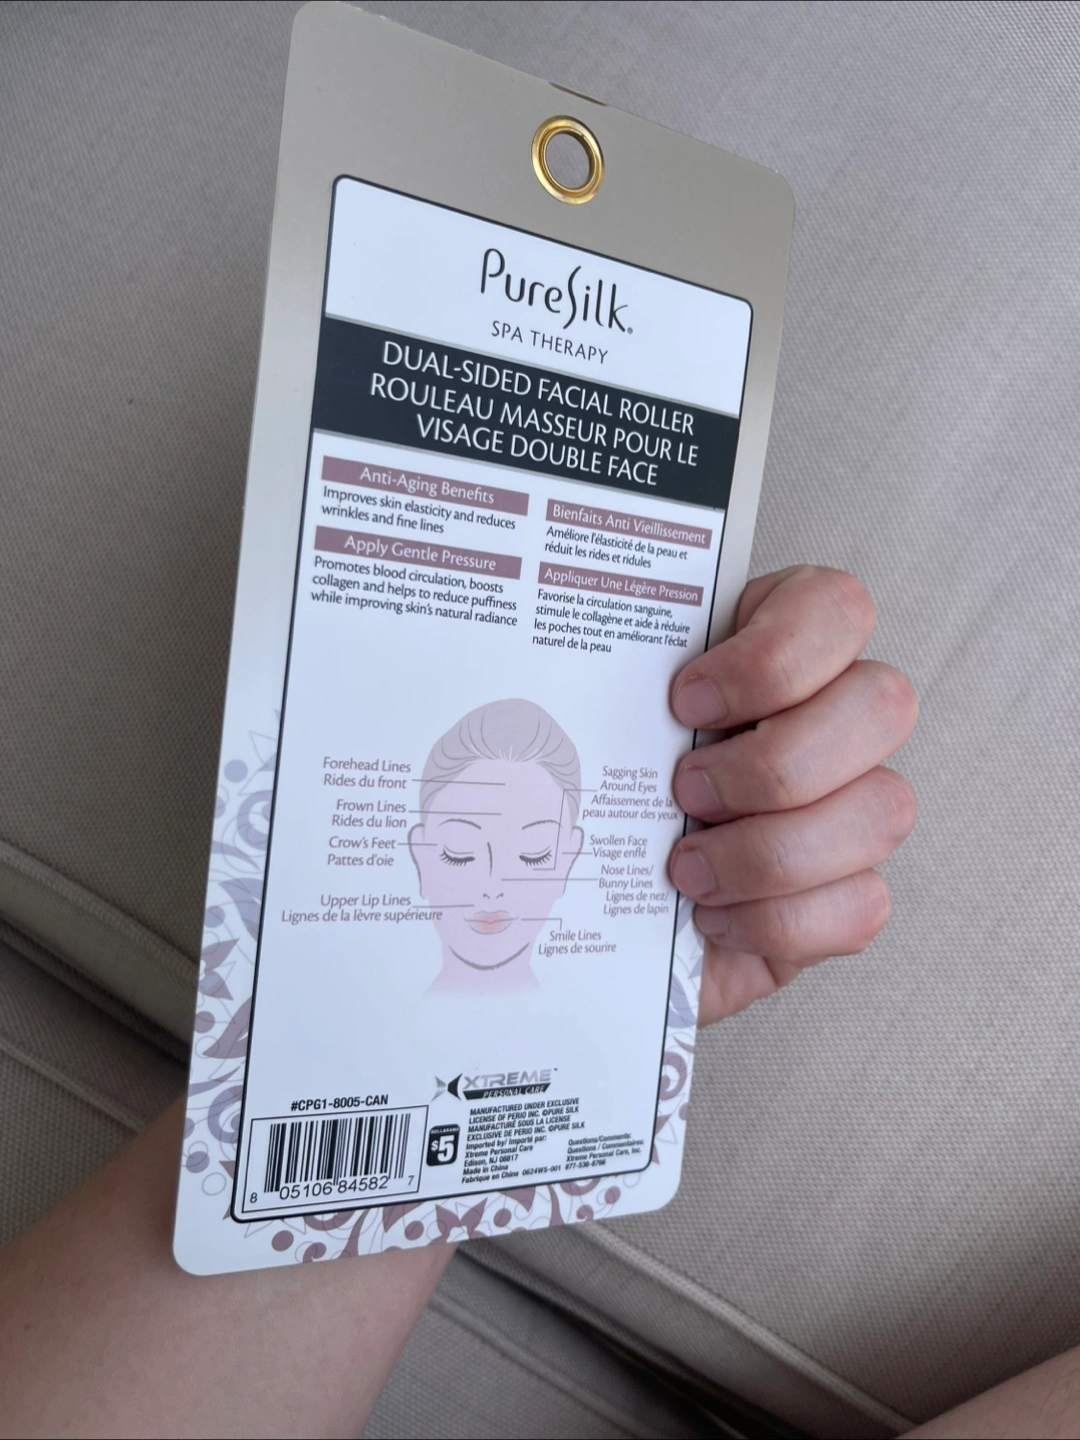 PureSilk®
SPA THERAPY
DUAL-SIDED FACIAL ROLLER
ROULEAU MASSEUR POUR LE
VISAGE DOUBLE FACE
Anti-Aging Benefits
Improves skin elasticity and reduces
wrinkles and fine lines
Apply Gentle Pressure
Promotes blood circulation, boosts
collagen and helps to reduce puffiness
while improving skin's natural radiance
Bienfaits Anti Vieillissement
Améliore l'élasticité de la peau et
réduit les rides et ridules
Appliquer Une Légère Pression
Favorise la circulation sanguine,
stimule le collagène et aide à réduire
les poches tout en améliorant l'éclat
naturel de la peau
Forehead Lines
Rides du front
Frown Lines
Rides du lion
Crow's Feet
Pattes d'oie
Upper Lip Lines
Lignes de la lèvre supérieure
Sagging Skin
Around Eyes
Affaissement de la
peau autour des yeux
Swollen Face
Visage enflé
Nose Lines/
Bunny Lines
Lignes de nez/
Lignes de lapin
Smile Lines
Lignes de sourire
XTREME™
PERSONAL CARE
#CPG1-8005-CAN
8 05106 84582 7
$5
MANUFACTURED UNDER EXCLUSIVE
LICENSE OF PERIO INC. ©PURE SILK
MANUFACTURÉ SOUS LA LICENSE
EXCLUSIVE DE PERIO INC. ©PURE SILK
Imported by/ Importé par:
Xtreme Personal Care
Edison, NJ 08817
Made in China
Fabriqué en Chine 0624WS-001
Questions/Comments:
Questions / Commentaires:
Xtreme Personal Care, Inc.
877-536-8766